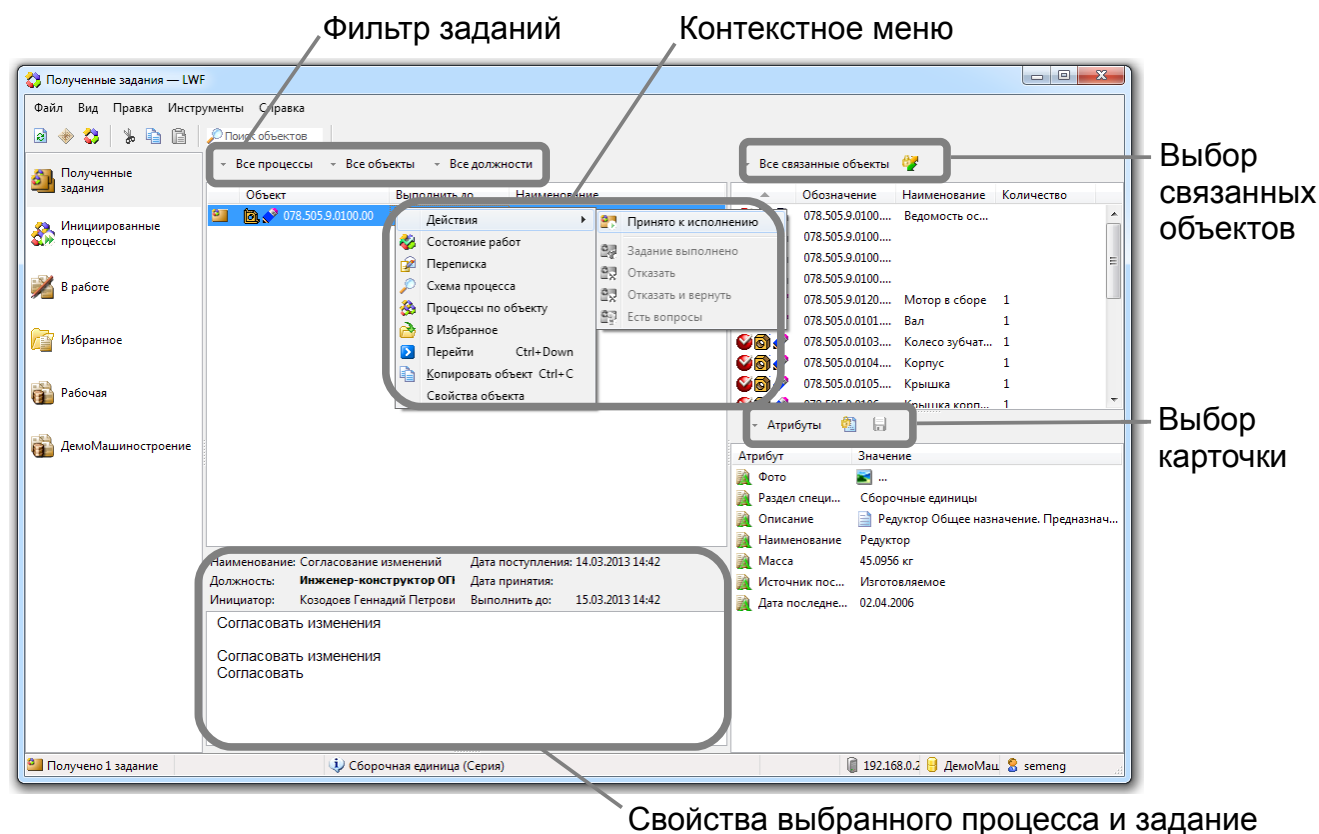 Фильтр заданий Контекстное меню
Полученные задания — LWF
Файл Вид Правка Инструменты Справка
Поиск объектов
Все процессы Все объекты Все должности
Все связанные объекты
Выбор
связанных
объектов
Полученные
задания
Инициированные
процессы
В работе
Избранное
Рабочая
ДемоМашиностроение
Объект Выполнить до Наименование
078.505.9.0100.00
Действия
Состояние работ
Переписка
Схема процесса
Процессы по объекту
В Избранное
Перейти Ctrl+Down
Копировать объект Ctrl+C
Свойства объекта
Принято к исполнению
Задание выполнено
Отказать
Отказать и вернуть
Есть вопросы
Обозначение Наименование Количество
078.505.9.0100.... Ведомость ос...
078.505.9.0100....
078.505.9.0100....
078.505.9.0100....
078.505.9.0120... Мотор в сборе 1
078.505.0.0101.... Вал 1
078.505.0.0103... Колесо зубчат... 1
078.505.0.0104... Корпус 1
078.505.0.0105... Крышка 1
078.505.0.0106... Крышка корп... 1
Атрибуты
Выбор
карточки
Атрибут Значение
Фото ...
Раздел специ... Сборочные единицы
Описание Редуктор Общее назначение. Предназнач...
Наименование Редуктор
Масса 45.0956 кг
Источник пос... Изготовляемое
Дата последне... 02.04.2006
Наименование: Согласование изменений Дата поступления: 14.03.2013 14:42
Должность: Инженер-конструктор ОГ Дата принятия:
Инициатор: Козодоев Геннадий Петрови Выполнить до: 15.03.2013 14:42
Согласовать изменения
Согласовать изменения
Согласовать
Получено 1 задание Сборочная единица (Серия) 192.168.0.2 ДемоМаш semeng
Свойства выбранного процесса и задание